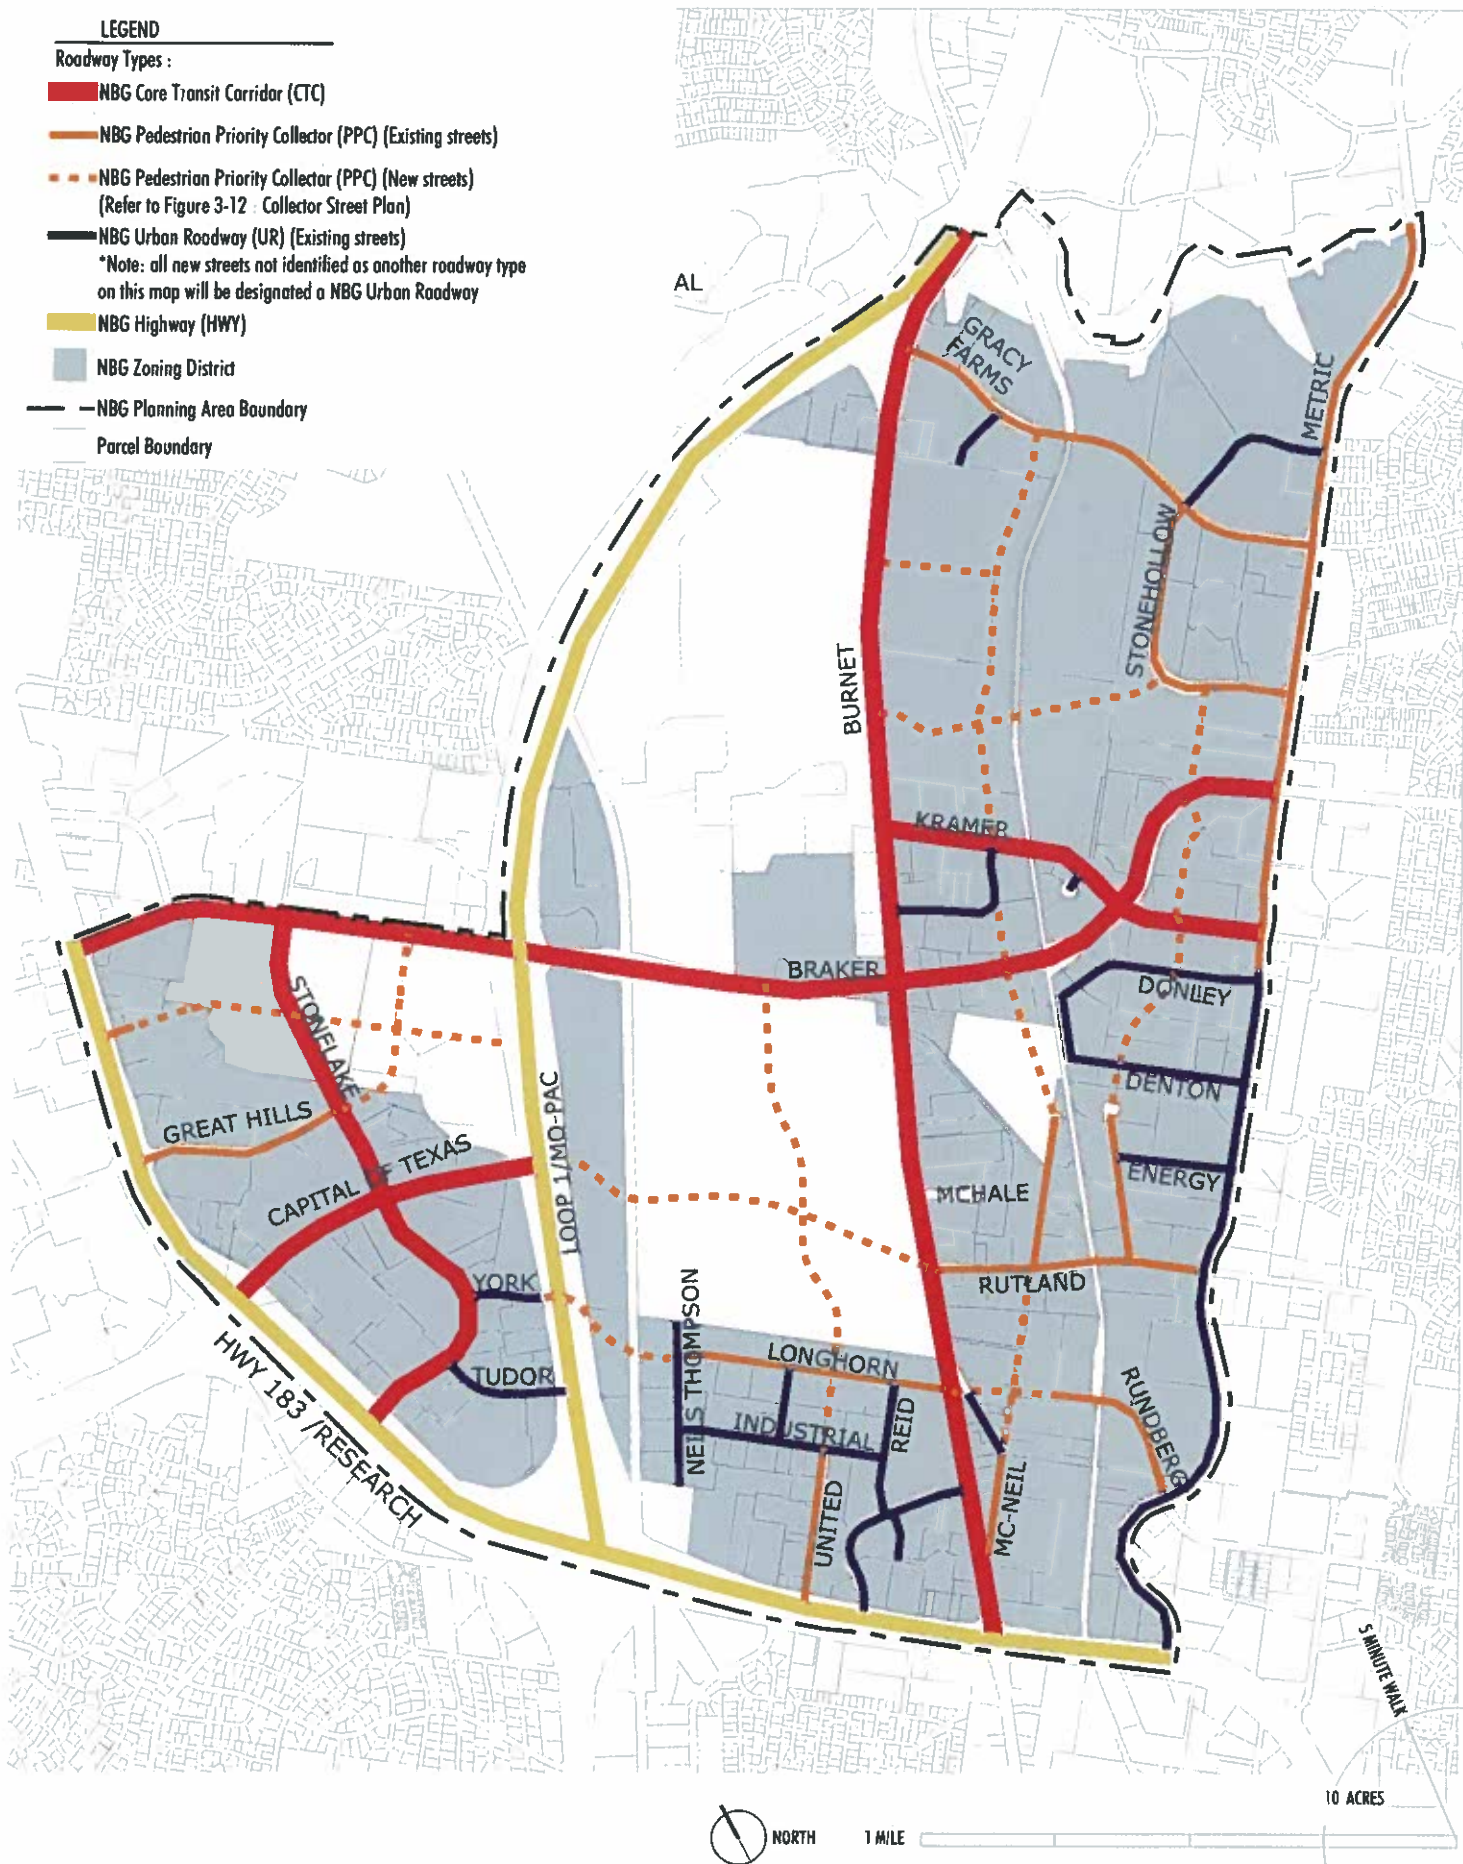 LEGEND
Roadway Types :
NBG Core Transit Corridor (CTC)
NBG Pedestrian Priority Collector (PPC) (Existing streets)
NBG Pedestrian Priority Collector (PPC) (New streets)
(Refer to Figure 3-12 : Collector Street Plan)
NBG Urban Roadway (UR) (Existing streets)
*Note: all new streets not identified as another roadway type
on this map will be designated a NBG Urban Roadway
NBG Highway (HWY)
NBG Zoning District
NBG Planning Area Boundary
Parcel Boundary
AL
GRACY
FARMS
METRIC
STONEHOLLOW
BURNET
KRAMER
BRAKER
DONLEY
STONELAKE
DENTON
GREAT HILLS
CAPITAL OF TEXAS
LOOP 1/MO-PAC
ENERGY
MCHALE
YORK
RUTLAND
HWY 183 /RESEARCH
NEILS THOMPSON
LONGHORN
TUDOR
RUNDBERG
INDUSTRIAL
REID
UNITED
MC-NEIL
5 MINUTE WALK
10 ACRES
NORTH
1 MILE